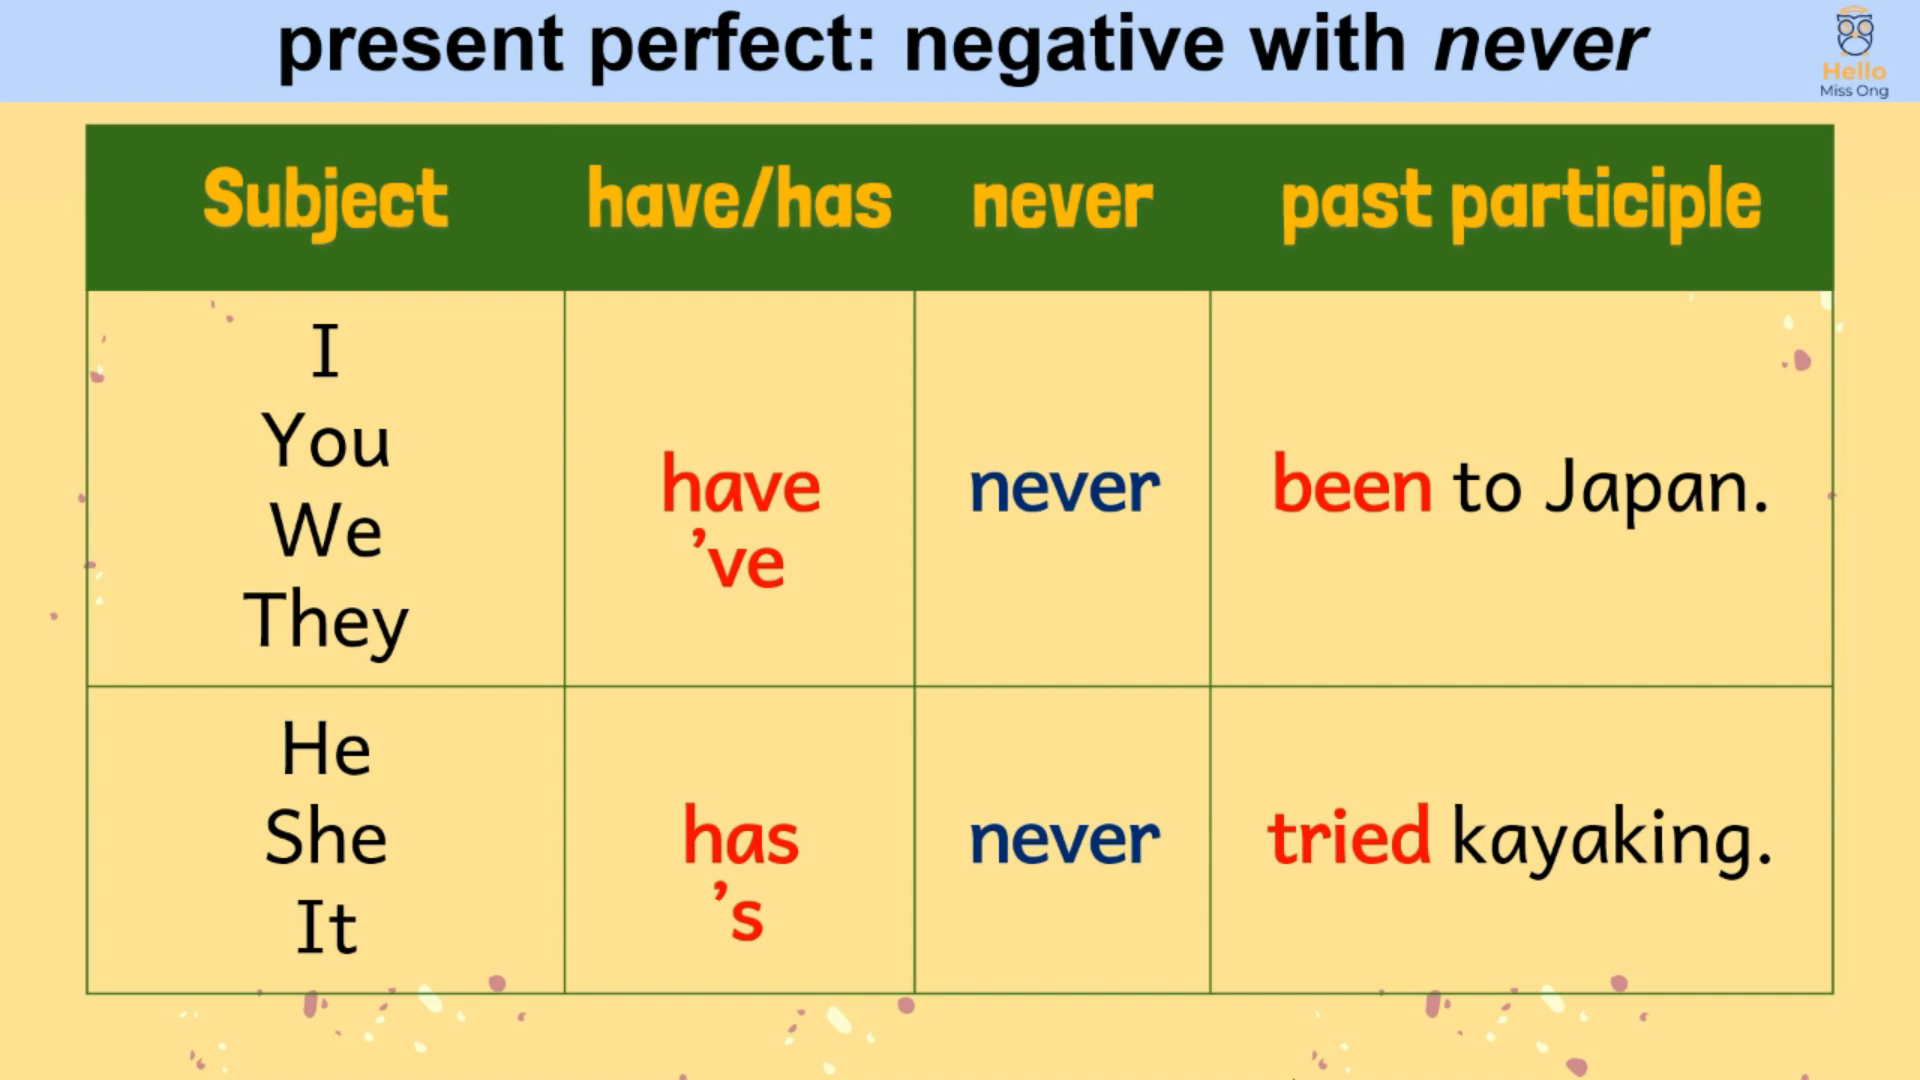 present perfect: negative with never
Hello
Miss Ong
Subject have/has never past participle
I
You
We
They
have
’ve
never
been to Japan.
He
She
It
has
’s
never
tried kayaking.